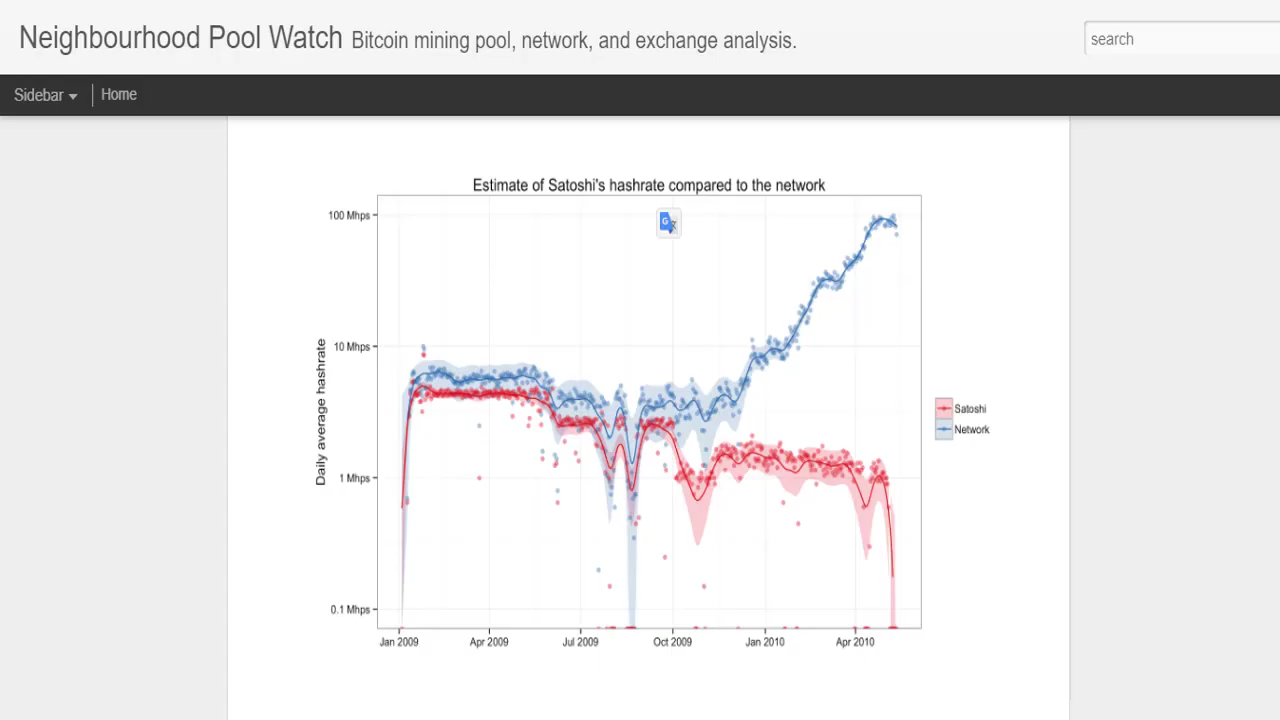 Neighbourhood Pool Watch Bitcoin mining pool, network, and exchange analysis.
search
Sidebar
Home
Estimate of Satoshi's hashrate compared to the network
G
100 Mhps
10 Mhps
1 Mhps
0.1 Mhps
Daily average hashrate
Satoshi
Network
Jan 2009 Apr 2009 Jul 2009 Oct 2009 Jan 2010 Apr 2010